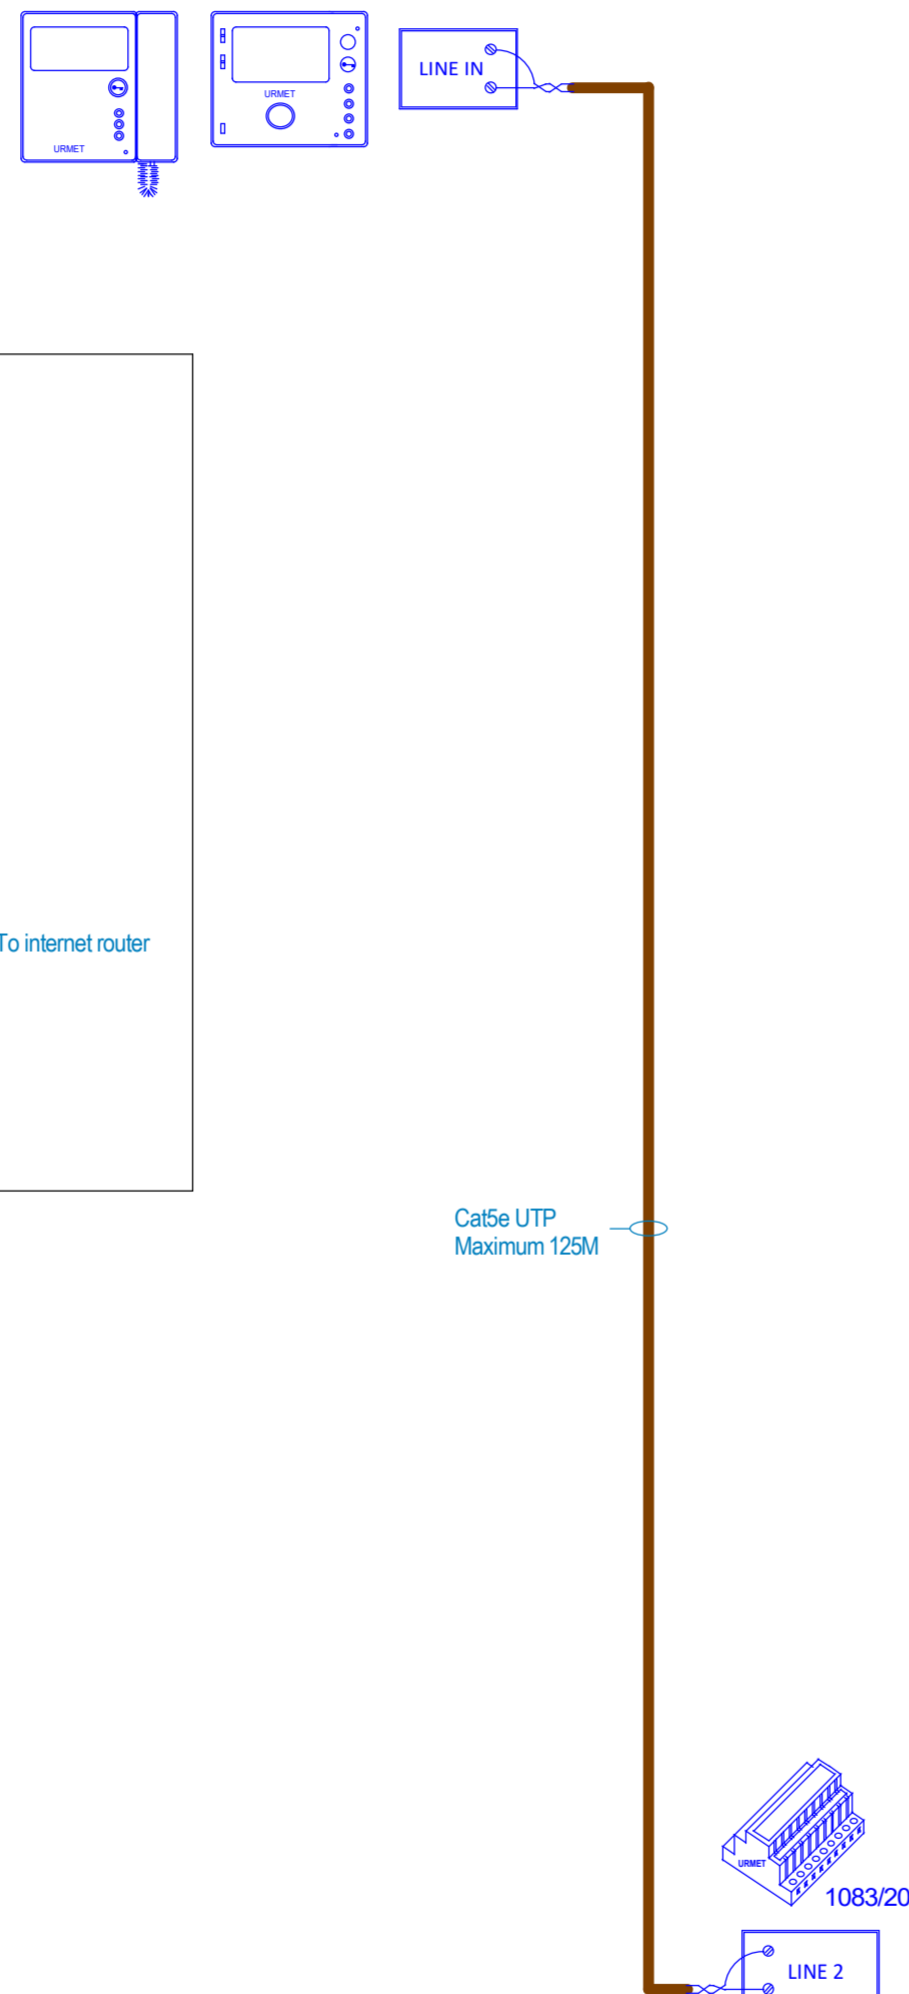 LINE IN
URMET
URMET
To internet router
Cat5e UTP
Maximum 125M
URMET
1083/20
LINE 2